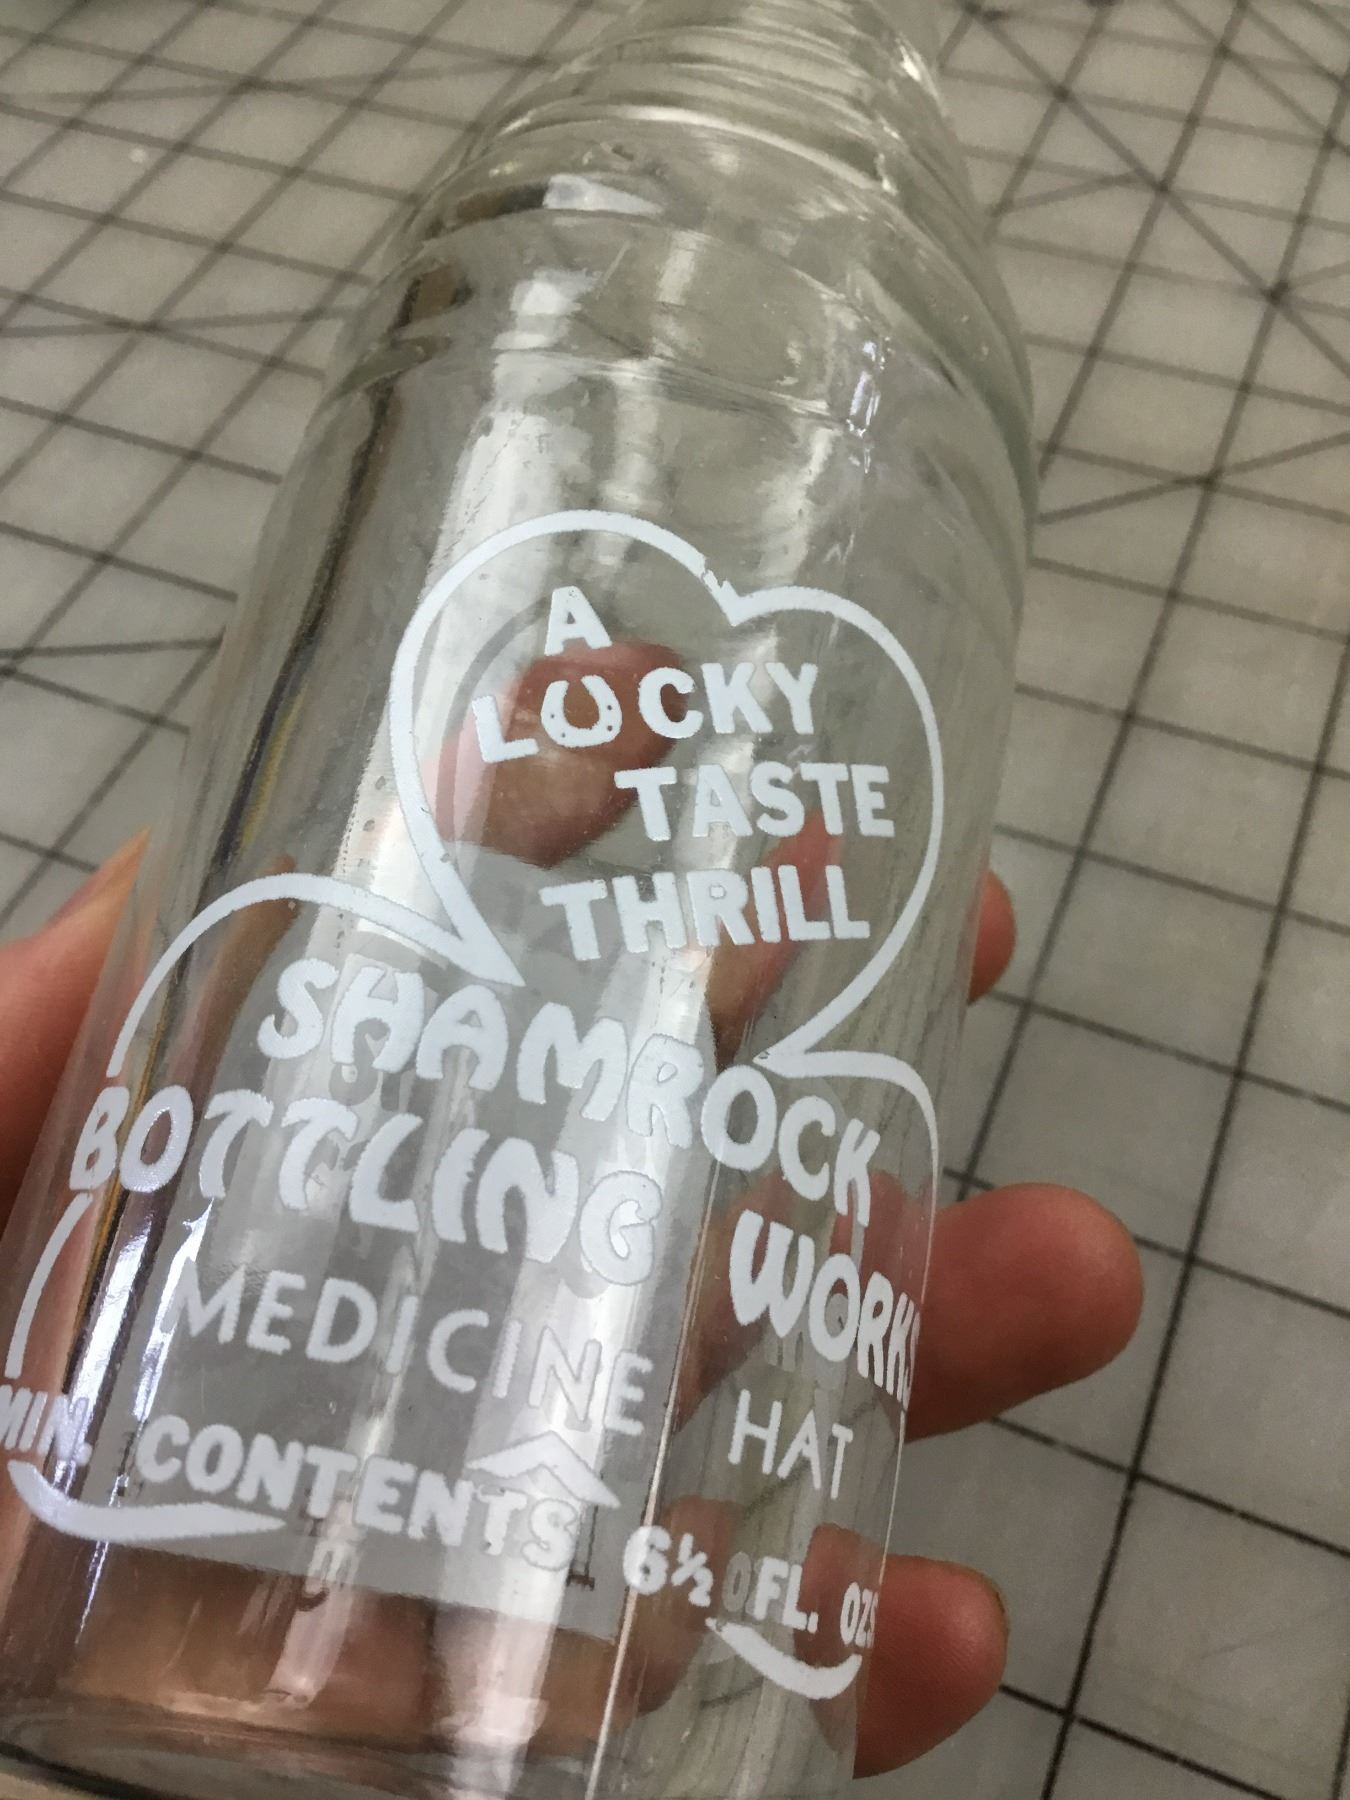 A
LUCKY
TASTE
THRILL
SHAMROCK
BOTTLING WORKS
MEDICINE HAT
MIN. CONTENTS 6½ FL. OZS